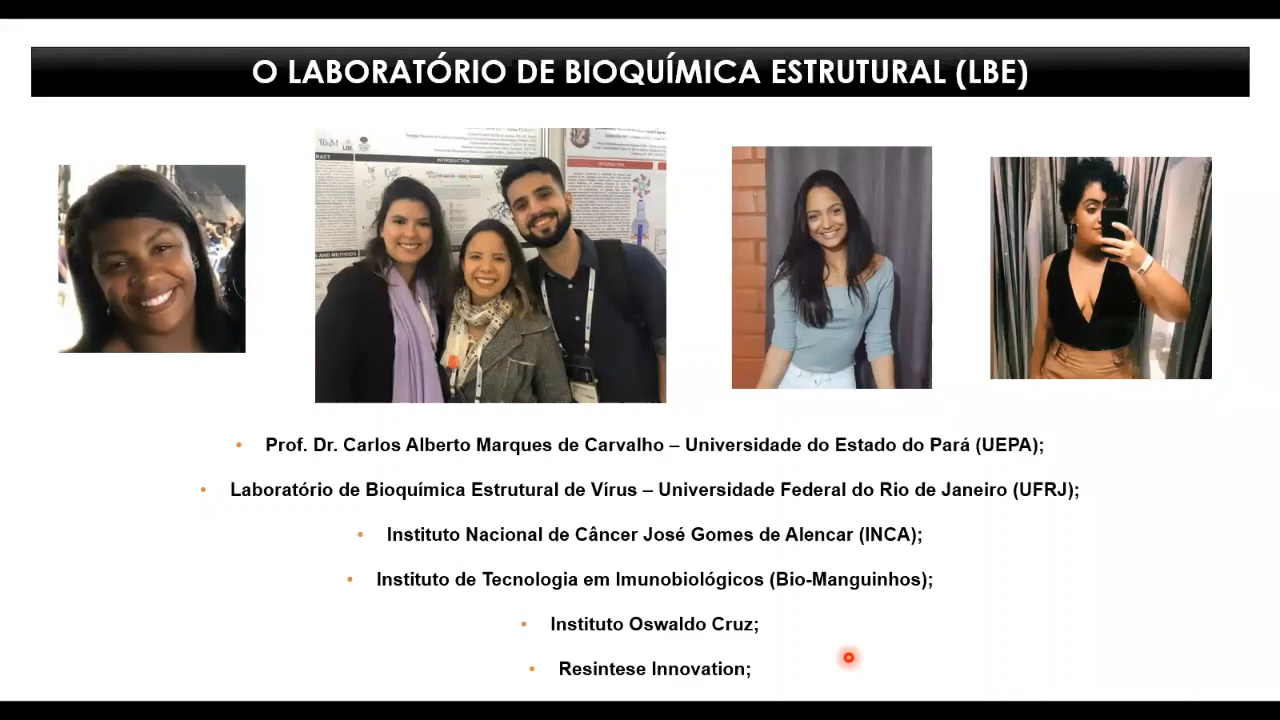 O LABORATÓRIO DE BIOQUÍMICA ESTRUTURAL (LBE)
INTRODUCTION
• Prof. Dr. Carlos Alberto Marques de Carvalho – Universidade do Estado do Pará (UEPA);
• Laboratório de Bioquímica Estrutural de Vírus – Universidade Federal do Rio de Janeiro (UFRJ);
• Instituto Nacional de Câncer José Gomes de Alencar (INCA);
• Instituto de Tecnologia em Imunobiológicos (Bio-Manguinhos);
• Instituto Oswaldo Cruz;
• Resintese Innovation;